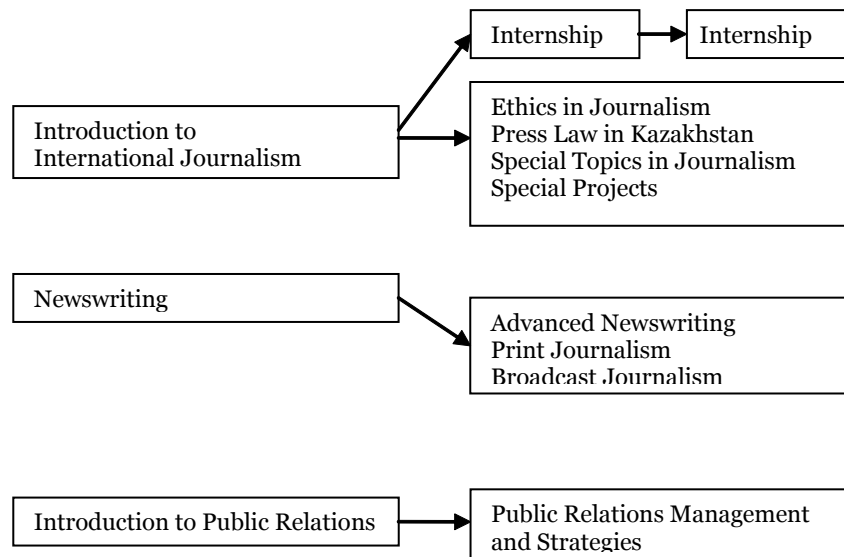 Internship
Internship
Introduction to
International Journalism
Ethics in Journalism
Press Law in Kazakhstan
Special Topics in Journalism
Special Projects
Newswriting
Advanced Newswriting
Print Journalism
Broadcast Journalism
Introduction to Public Relations
Public Relations Management
and Strategies